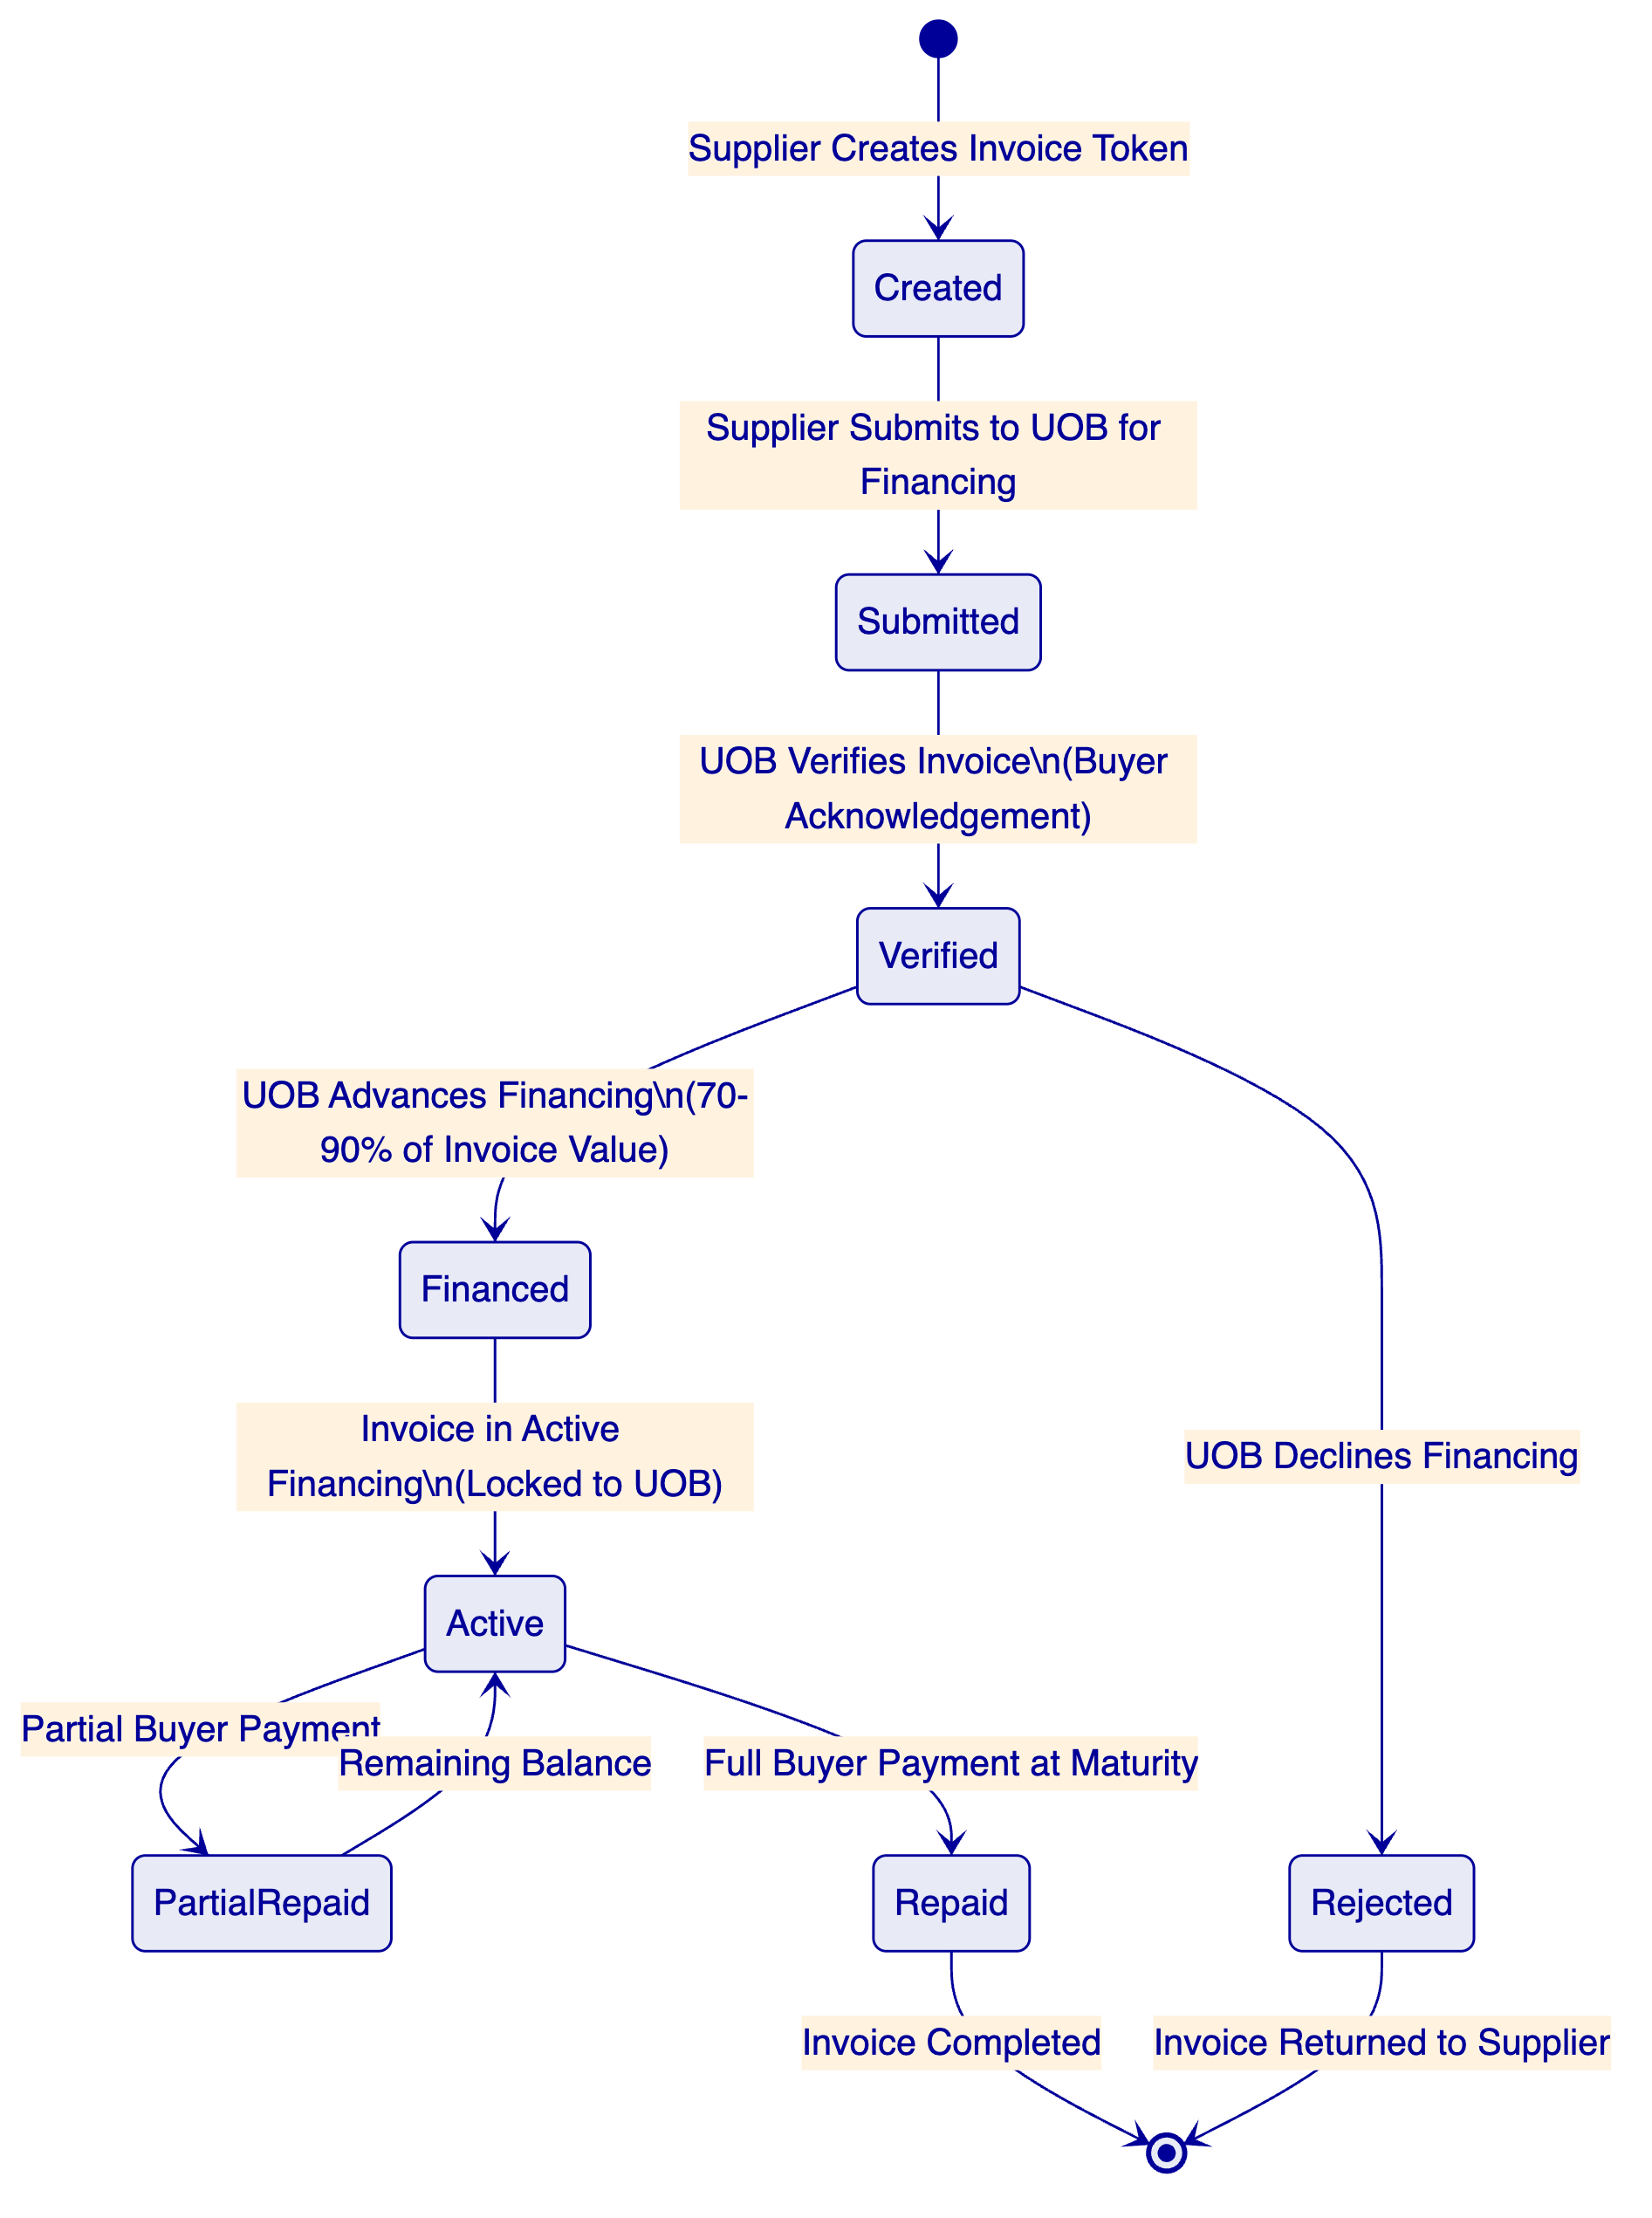 Supplier Creates Invoice Token
Created
Supplier Submits to UOB for
Financing
Submitted
UOB Verifies Invoice\n(Buyer
Acknowledgement)
Verified
UOB Advances Financing\n(70-
90% of Invoice Value)
Financed
Invoice in Active
Financing\n(Locked to UOB)
UOB Declines Financing
Active
Partial Buyer Payment
Remaining Balance
Full Buyer Payment at Maturity
PartialRepaid
Repaid
Rejected
Invoice Completed
Invoice Returned to Supplier